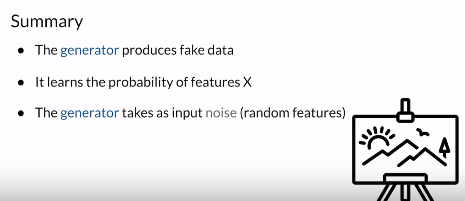 Summary
The generator produces fake data
It learns the probability of features X
The generator takes as input noise (random features)